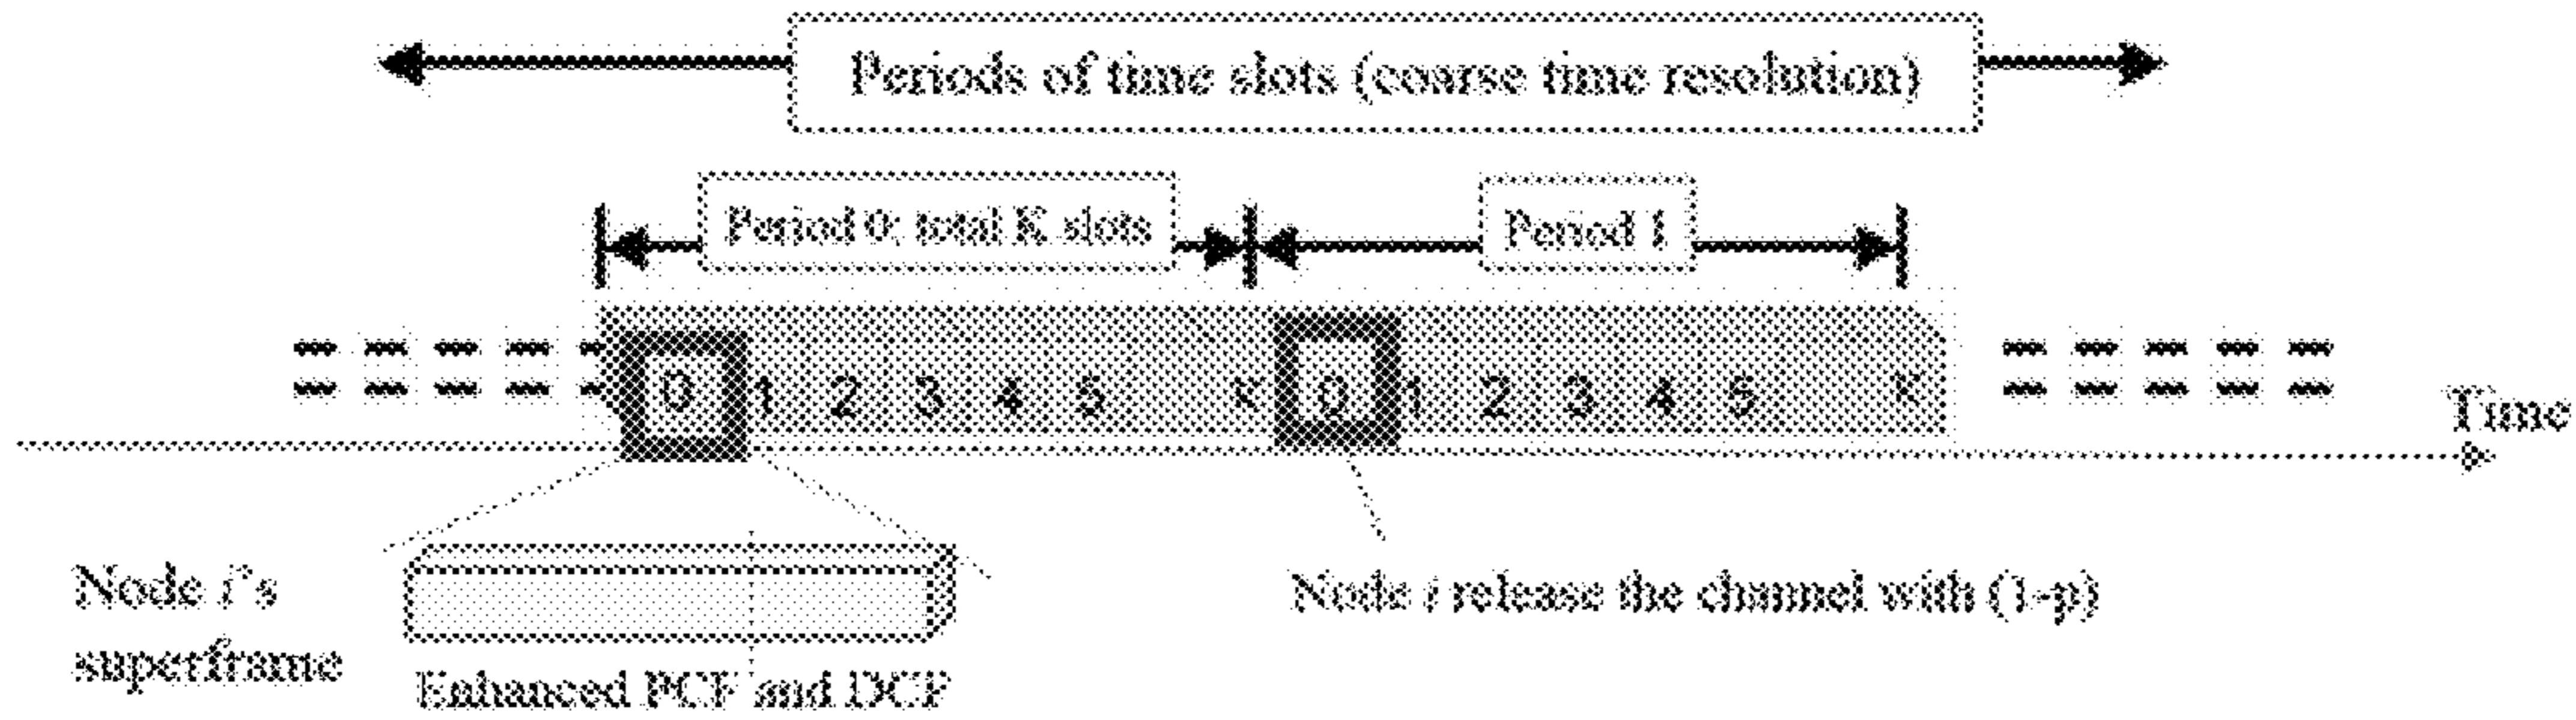 Periods of time slots (coarse time resolution)
Period 0: total K slots
Period 1
0 1 2 3 4 5 K 0 1 2 3 4 5 K
Time
Node i's
superframe
Enhanced PCF and DCF
Node i release the channel with (1-p)